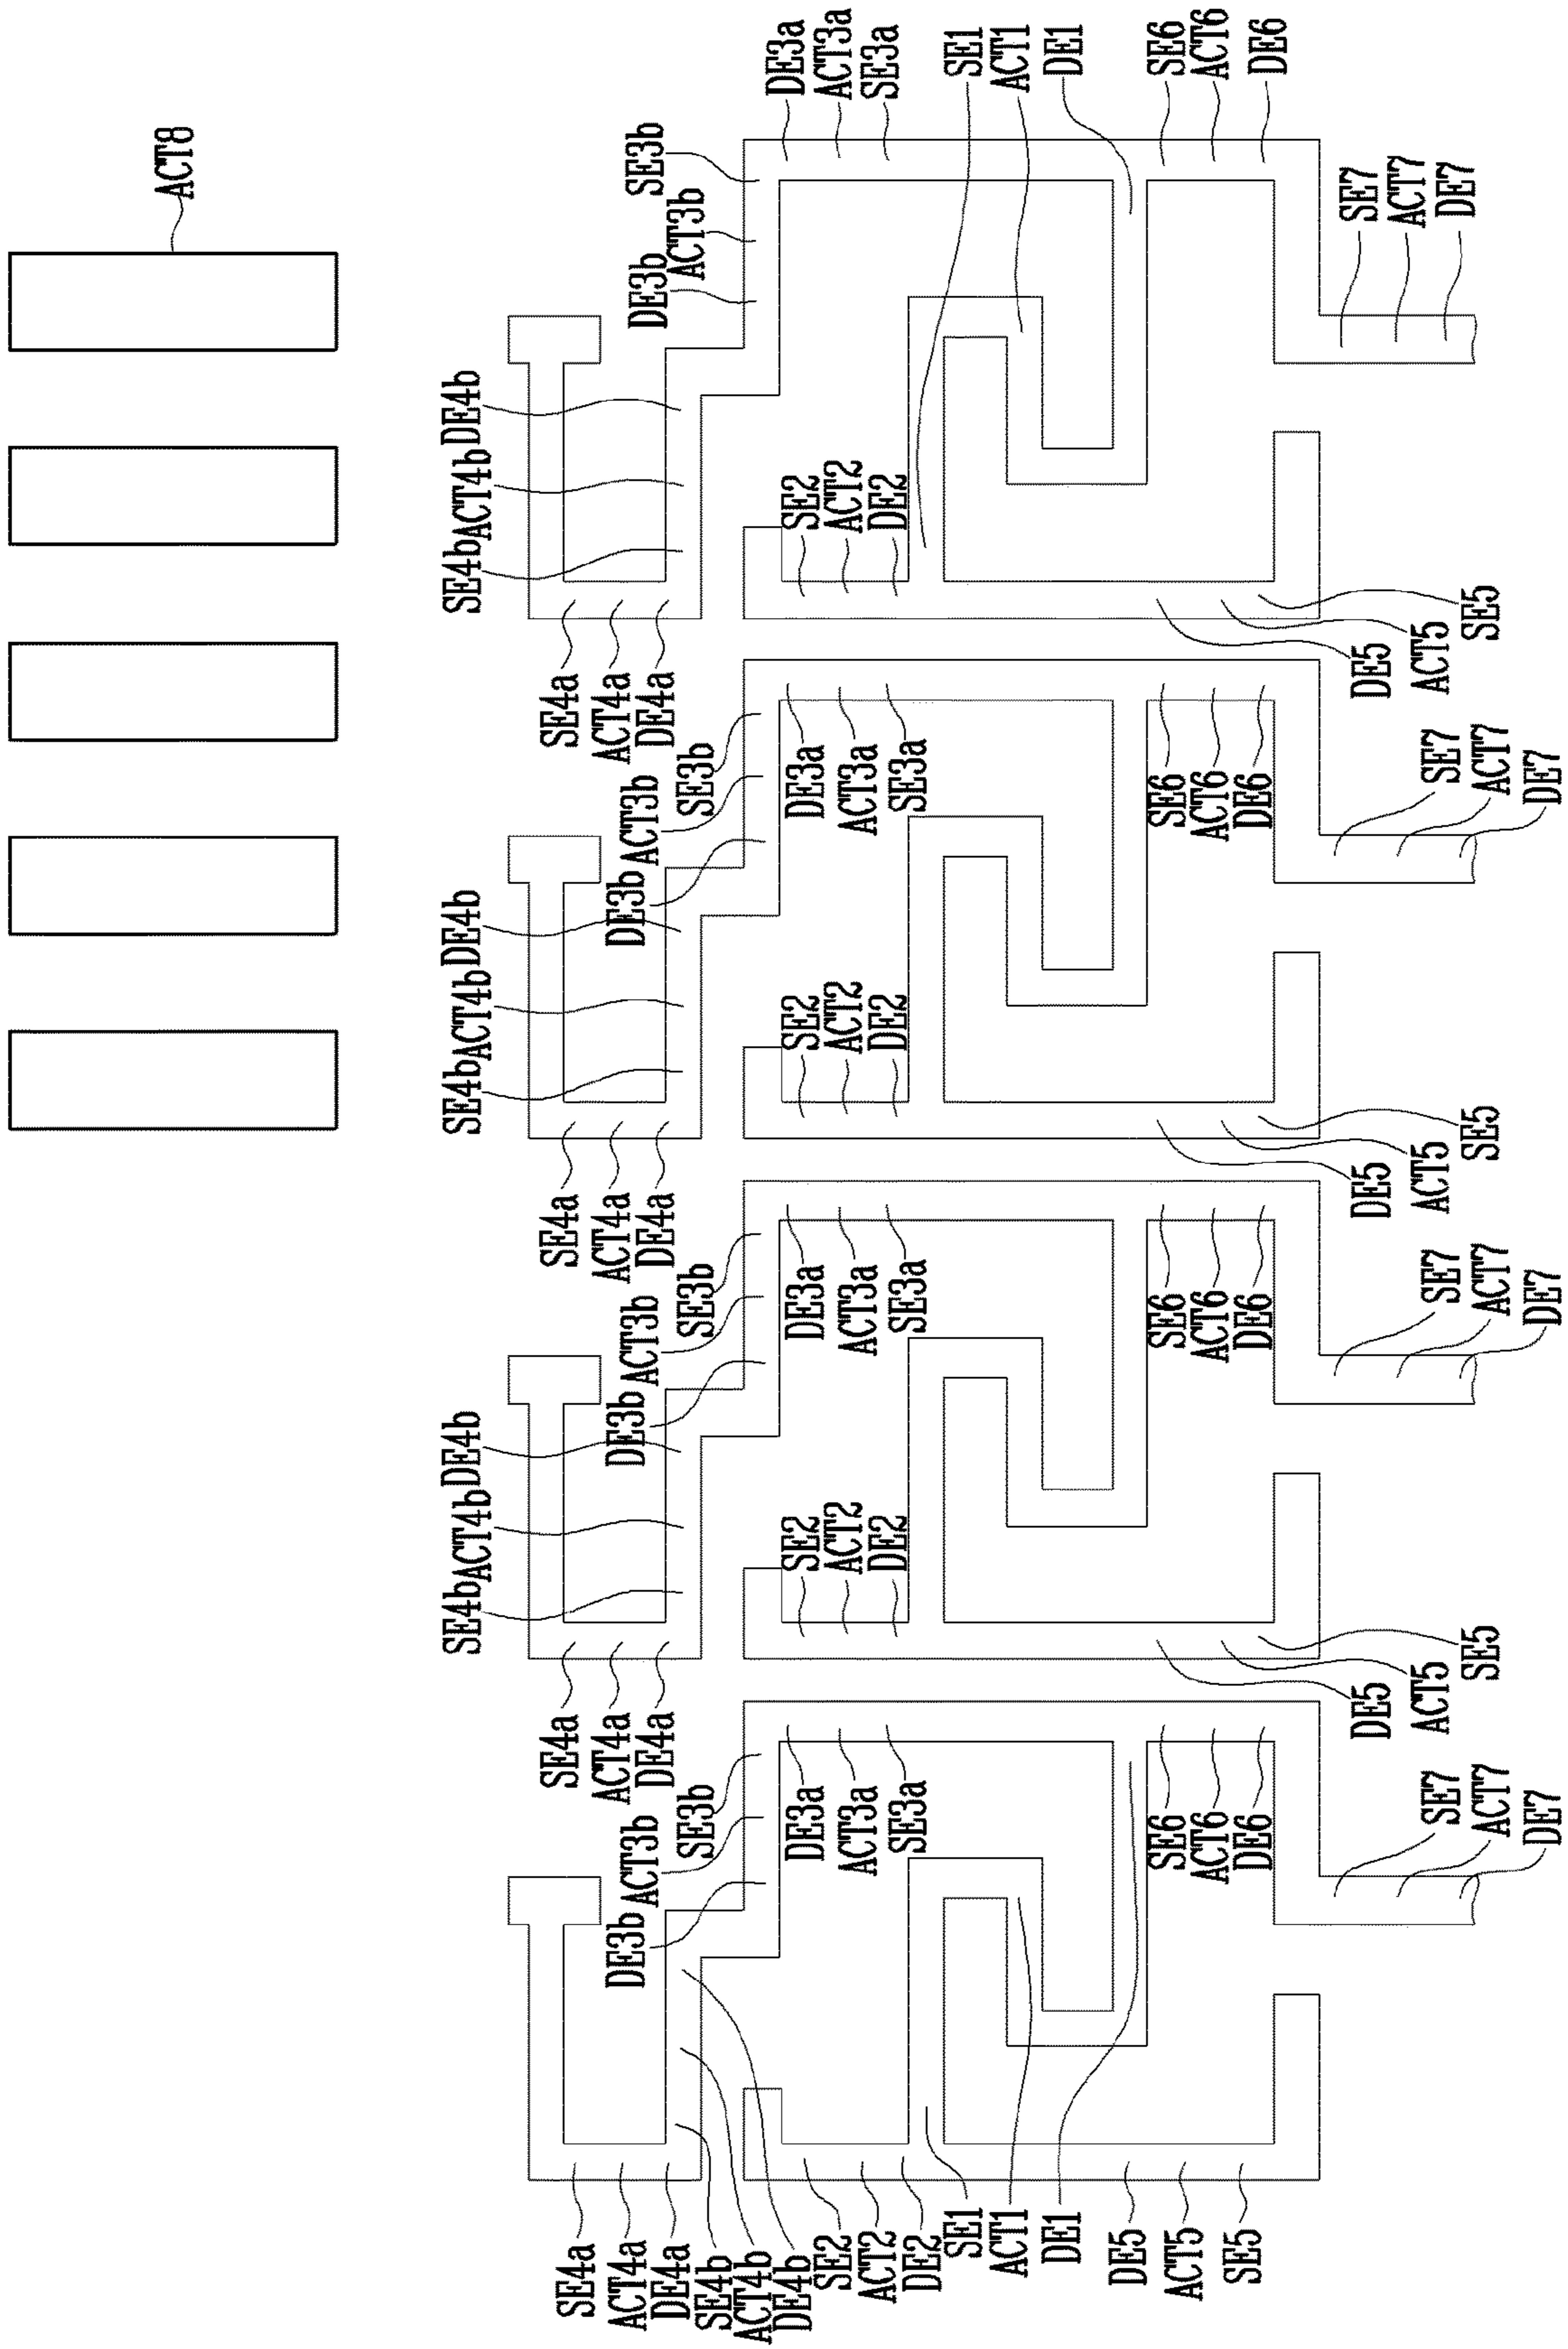 ACT8
DE3a
ACT3a
SE3a
SE1
ACT1
DE1
SE6
ACT6
DE6
SE3b
ACT3b
DE3b
SE7
ACT7
DE7
DE4b
ACT4b
SE4b
SE2
ACT2
DE2
SE4a
ACT4a
DE4a
DE5
ACT5
SE5
SE3b
ACT3b
DE3b
DE3a
ACT3a
SE3a
SE6
ACT6
DE6
SE7
ACT7
DE7
DE4b
ACT4b
SE4b
SE2
ACT2
DE2
SE4a
ACT4a
DE4a
DE5
ACT5
SE5
SE3b
ACT3b
DE3b
DE3a
ACT3a
SE3a
SE6
ACT6
DE6
SE7
ACT7
DE7
DE4b
ACT4b
SE4b
SE2
ACT2
DE2
SE4a
ACT4a
DE4a
DE5
ACT5
SE5
SE3b
ACT3b
DE3b
DE3a
ACT3a
SE3a
SE6
ACT6
DE6
SE7
ACT7
DE7
SE4a
ACT4a
DE4a
SE4b
ACT4b
DE4b
SE2
ACT2
DE2
SE1
ACT1
DE1
DE5
ACT5
SE5